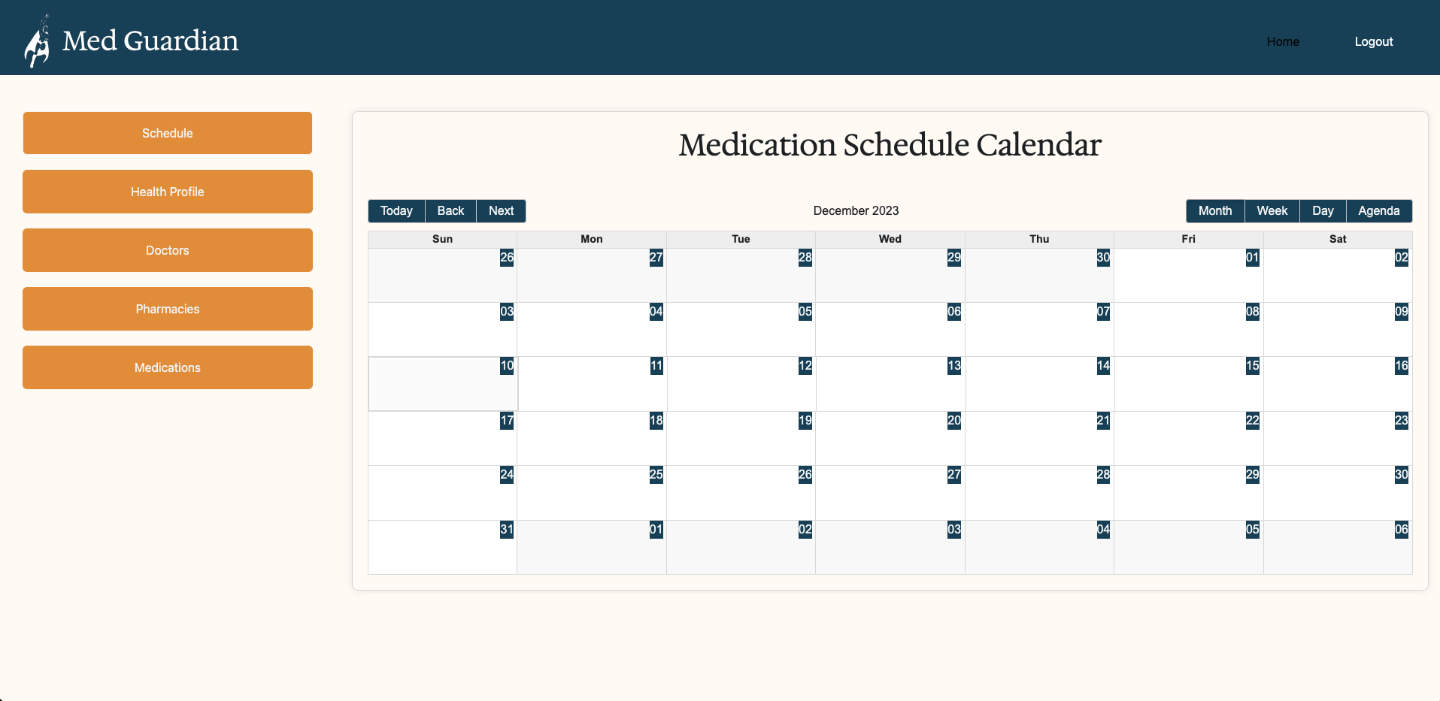 Med Guardian
Home Logout
Schedule
Health Profile
Doctors
Pharmacies
Medications
Medication Schedule Calendar
Today Back Next December 2023 Month Week Day Agenda
Sun Mon Tue Wed Thu Fri Sat
26 27 28 29 30 01 02
03 04 05 06 07 08 09
10 11 12 13 14 15 16
17 18 19 20 21 22 23
24 25 26 27 28 29 30
31 01 02 03 04 05 06